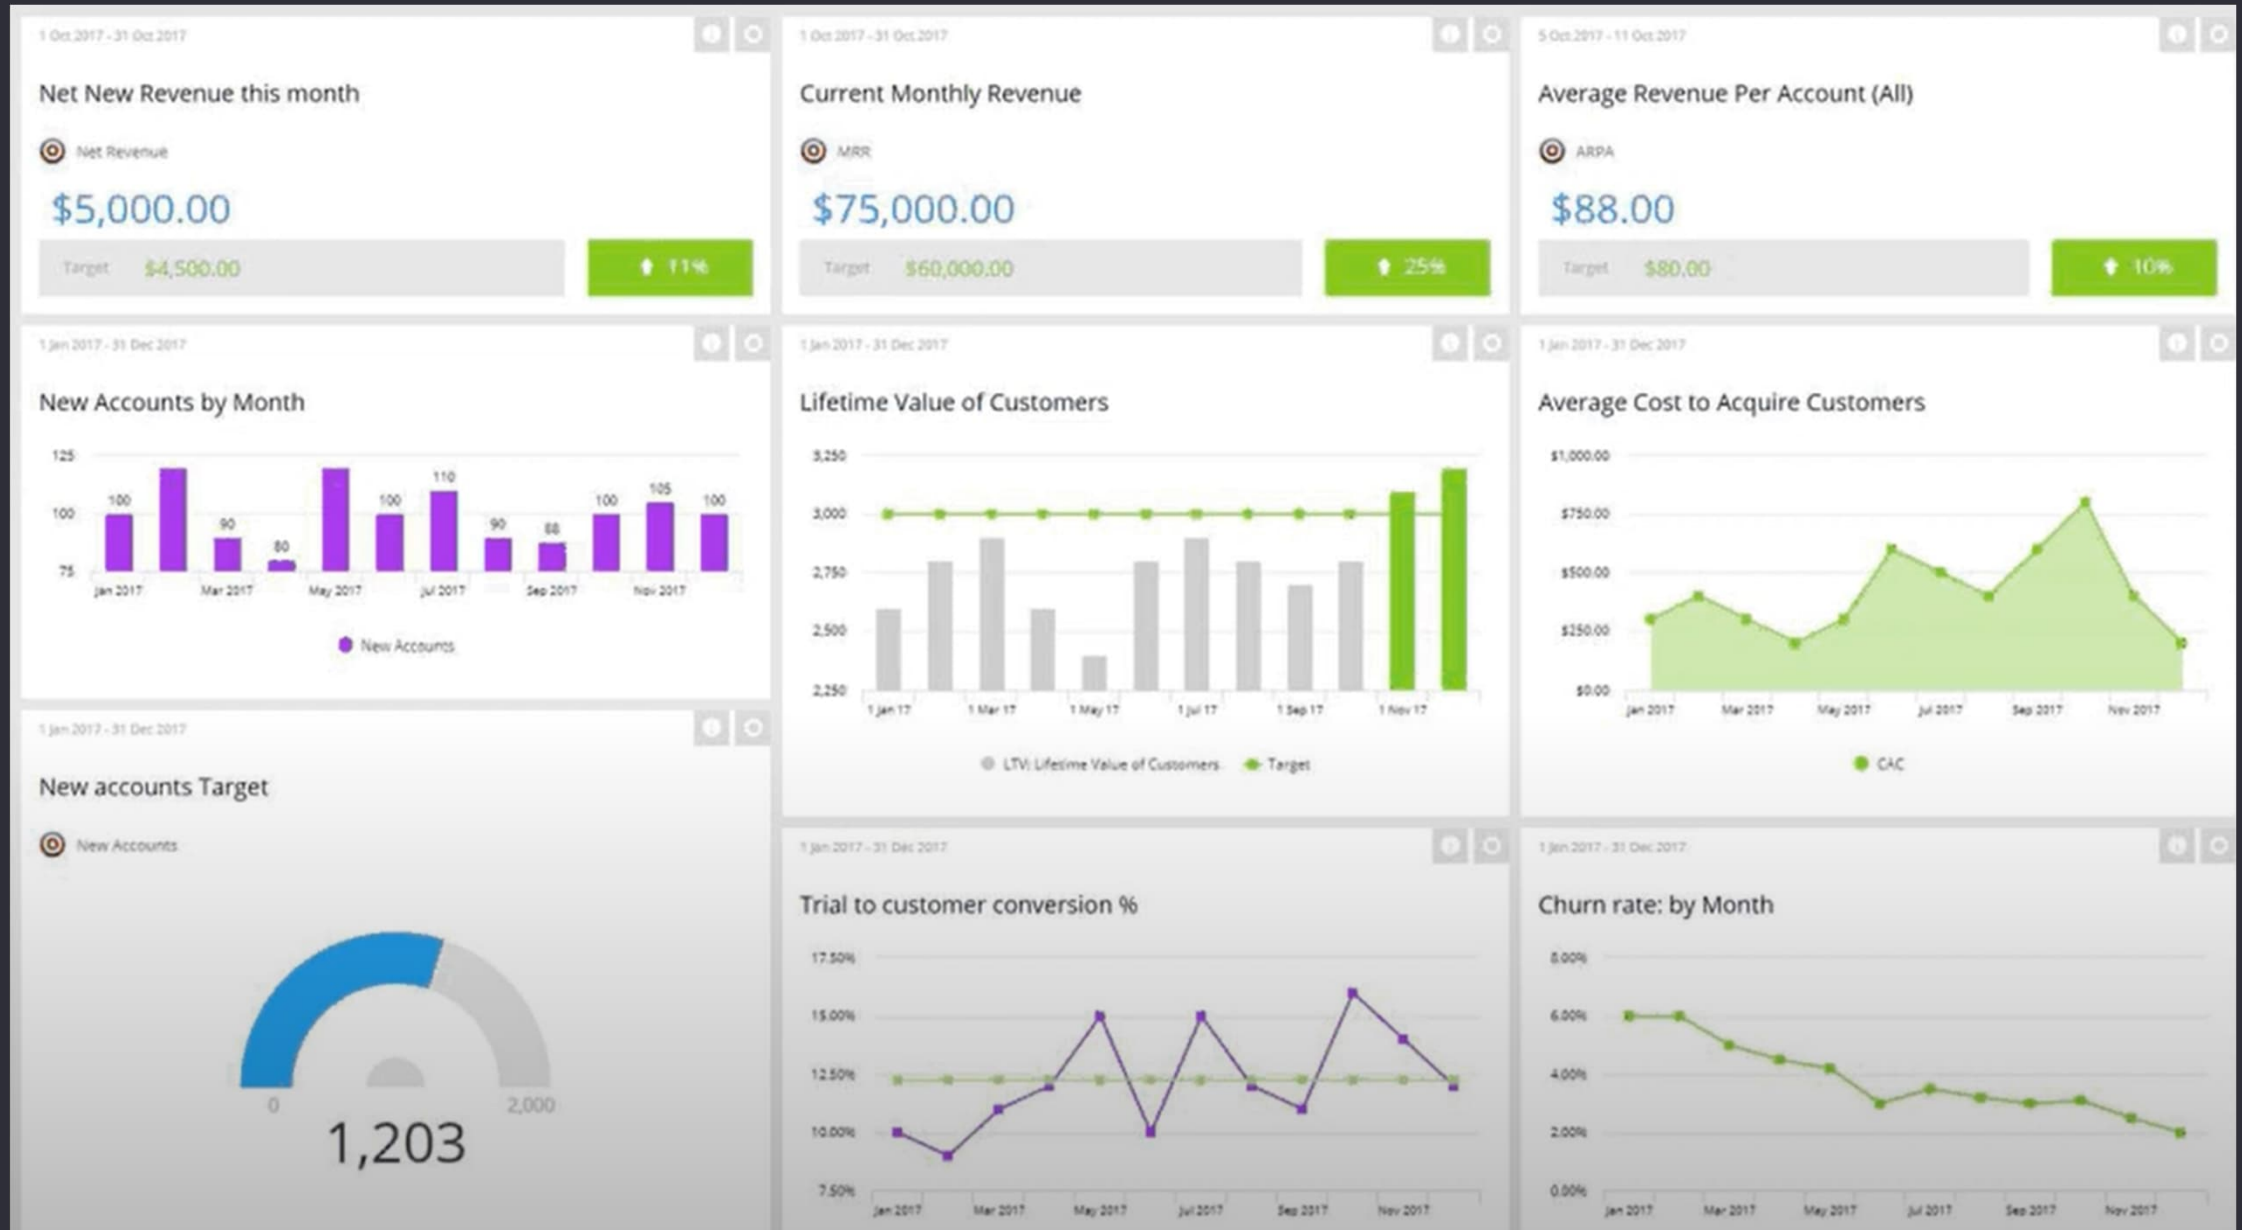 1 Oct 2017 - 31 Oct 2017
Net New Revenue this month
Net Revenue
$5,000.00
Target $4,500.00
11%
1 Oct 2017 - 31 Oct 2017
Current Monthly Revenue
MRR
$75,000.00
Target $60,000.00
25%
5 Oct 2017 - 11 Oct 2017
Average Revenue Per Account (All)
ARPA
$88.00
Target $80.00
10%
1 Jan 2017 - 31 Dec 2017
New Accounts by Month
125
100
75
100
90
80
100
110
90
88
100
105
100
Jan 2017 Mar 2017 May 2017 Jul 2017 Sep 2017 Nov 2017
New Accounts
1 Jan 2017 - 31 Dec 2017
Lifetime Value of Customers
3,250
3,000
2,750
2,500
2,250
1 Jan 17 1 Mar 17 1 May 17 1 Jul 17 1 Sep 17 1 Nov 17
LTV: Lifetime Value of Customers Target
1 Jan 2017 - 31 Dec 2017
Average Cost to Acquire Customers
$1,000.00
$750.00
$500.00
$250.00
$0.00
Jan 2017 Mar 2017 May 2017 Jul 2017 Sep 2017 Nov 2017
CAC
1 Jan 2017 - 31 Dec 2017
New accounts Target
New Accounts
0 2,000
1,203
1 Jan 2017 - 31 Dec 2017
Trial to customer conversion %
17.50%
15.00%
12.50%
10.00%
7.50%
Jan 2017 Mar 2017 May 2017 Jul 2017 Sep 2017 Nov 2017
1 Jan 2017 - 31 Dec 2017
Churn rate: by Month
8.00%
6.00%
4.00%
2.00%
0.00%
Jan 2017 Mar 2017 May 2017 Jul 2017 Sep 2017 Nov 2017